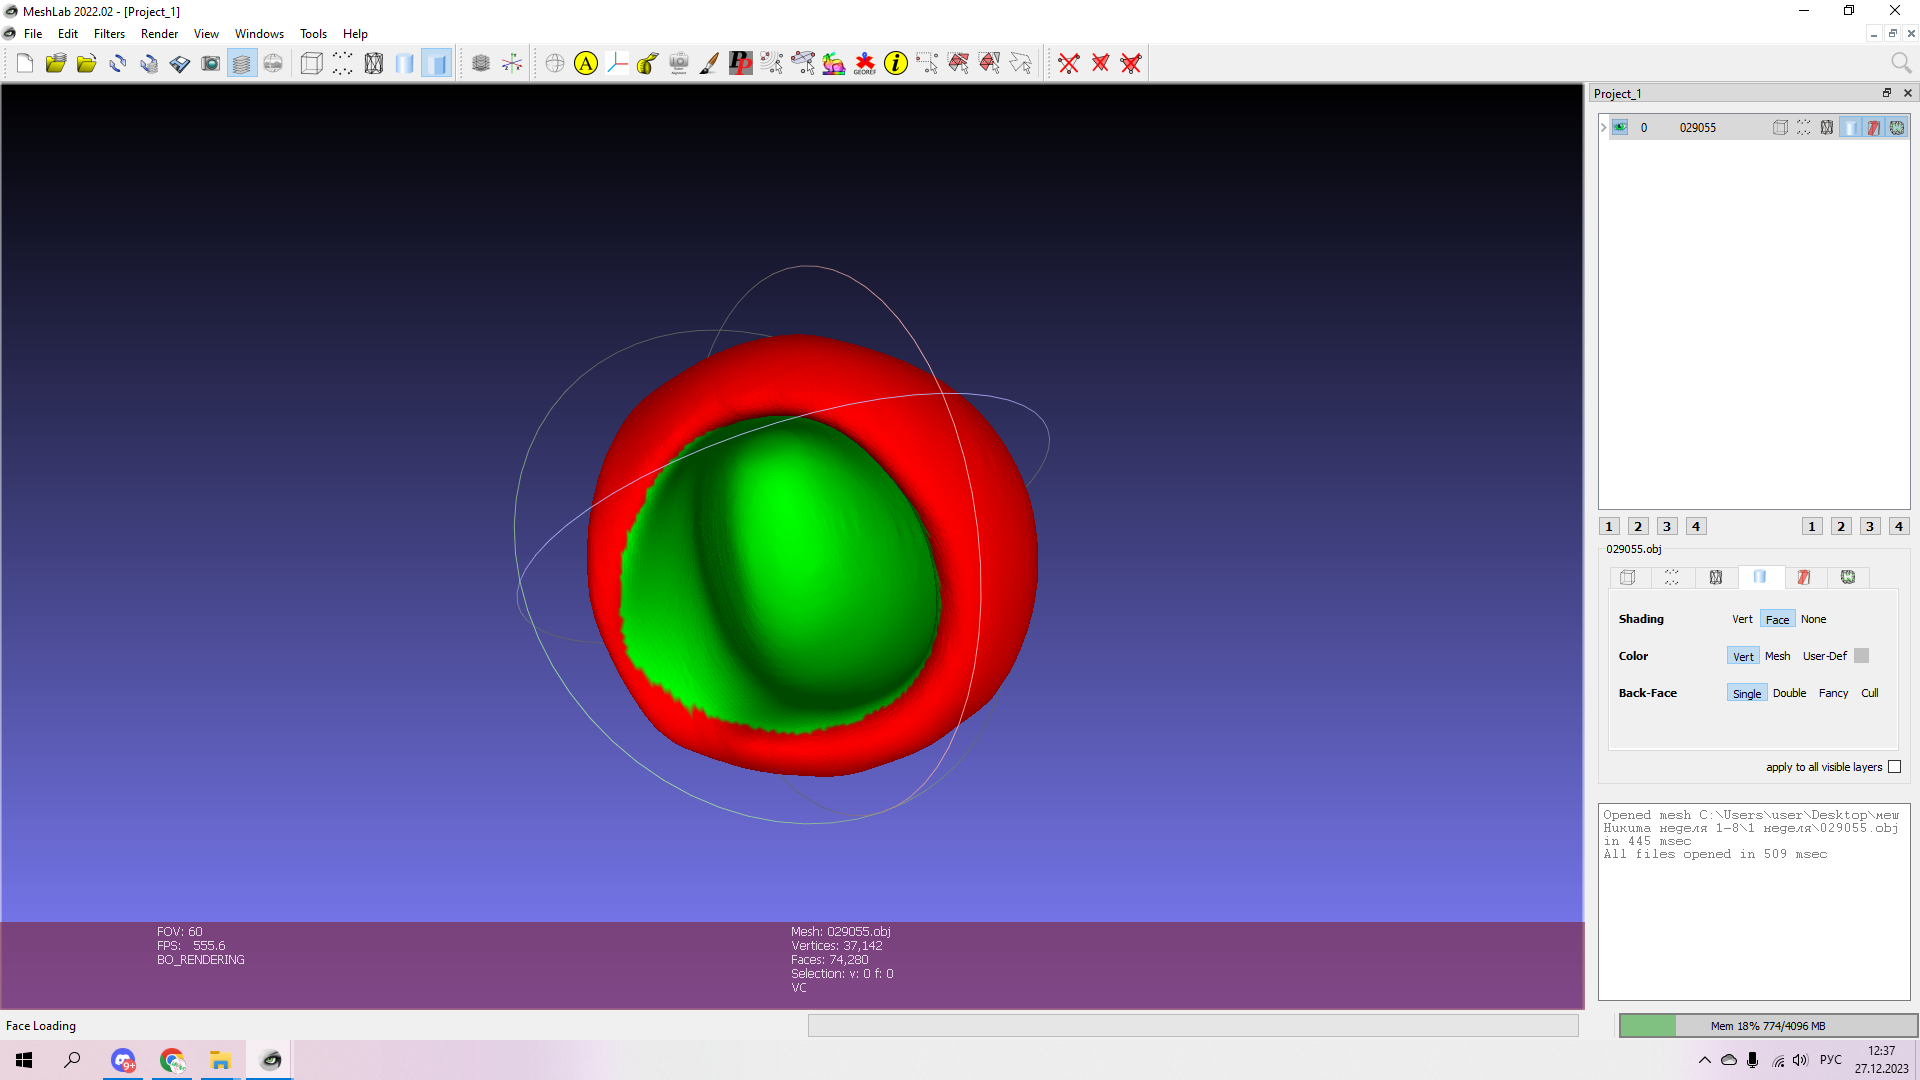 MeshLab 2022.02 - [Project_1]
File Edit Filters Render View Windows Tools Help
A PP GEOREF i
Project_1
0 029055
1 2 3 4 1 2 3 4
029055.obj
Shading Vert Face None
Color Vert Mesh User-Def
Back-Face Single Double Fancy Cull
apply to all visible layers
Opened mesh C:\Users\user\Desktop\меш
Никита неделя 1-8\1 неделя\029055.obj
in 445 msec
All files opened in 509 msec
FOV: 60
FPS: 555.6
BO_RENDERING
Mesh: 029055.obj
Vertices: 37,142
Faces: 74,280
Selection: v: 0 f: 0
VC
Face Loading
Mem 18% 774/4096 MB
9+
РУС
12:37
27.12.2023